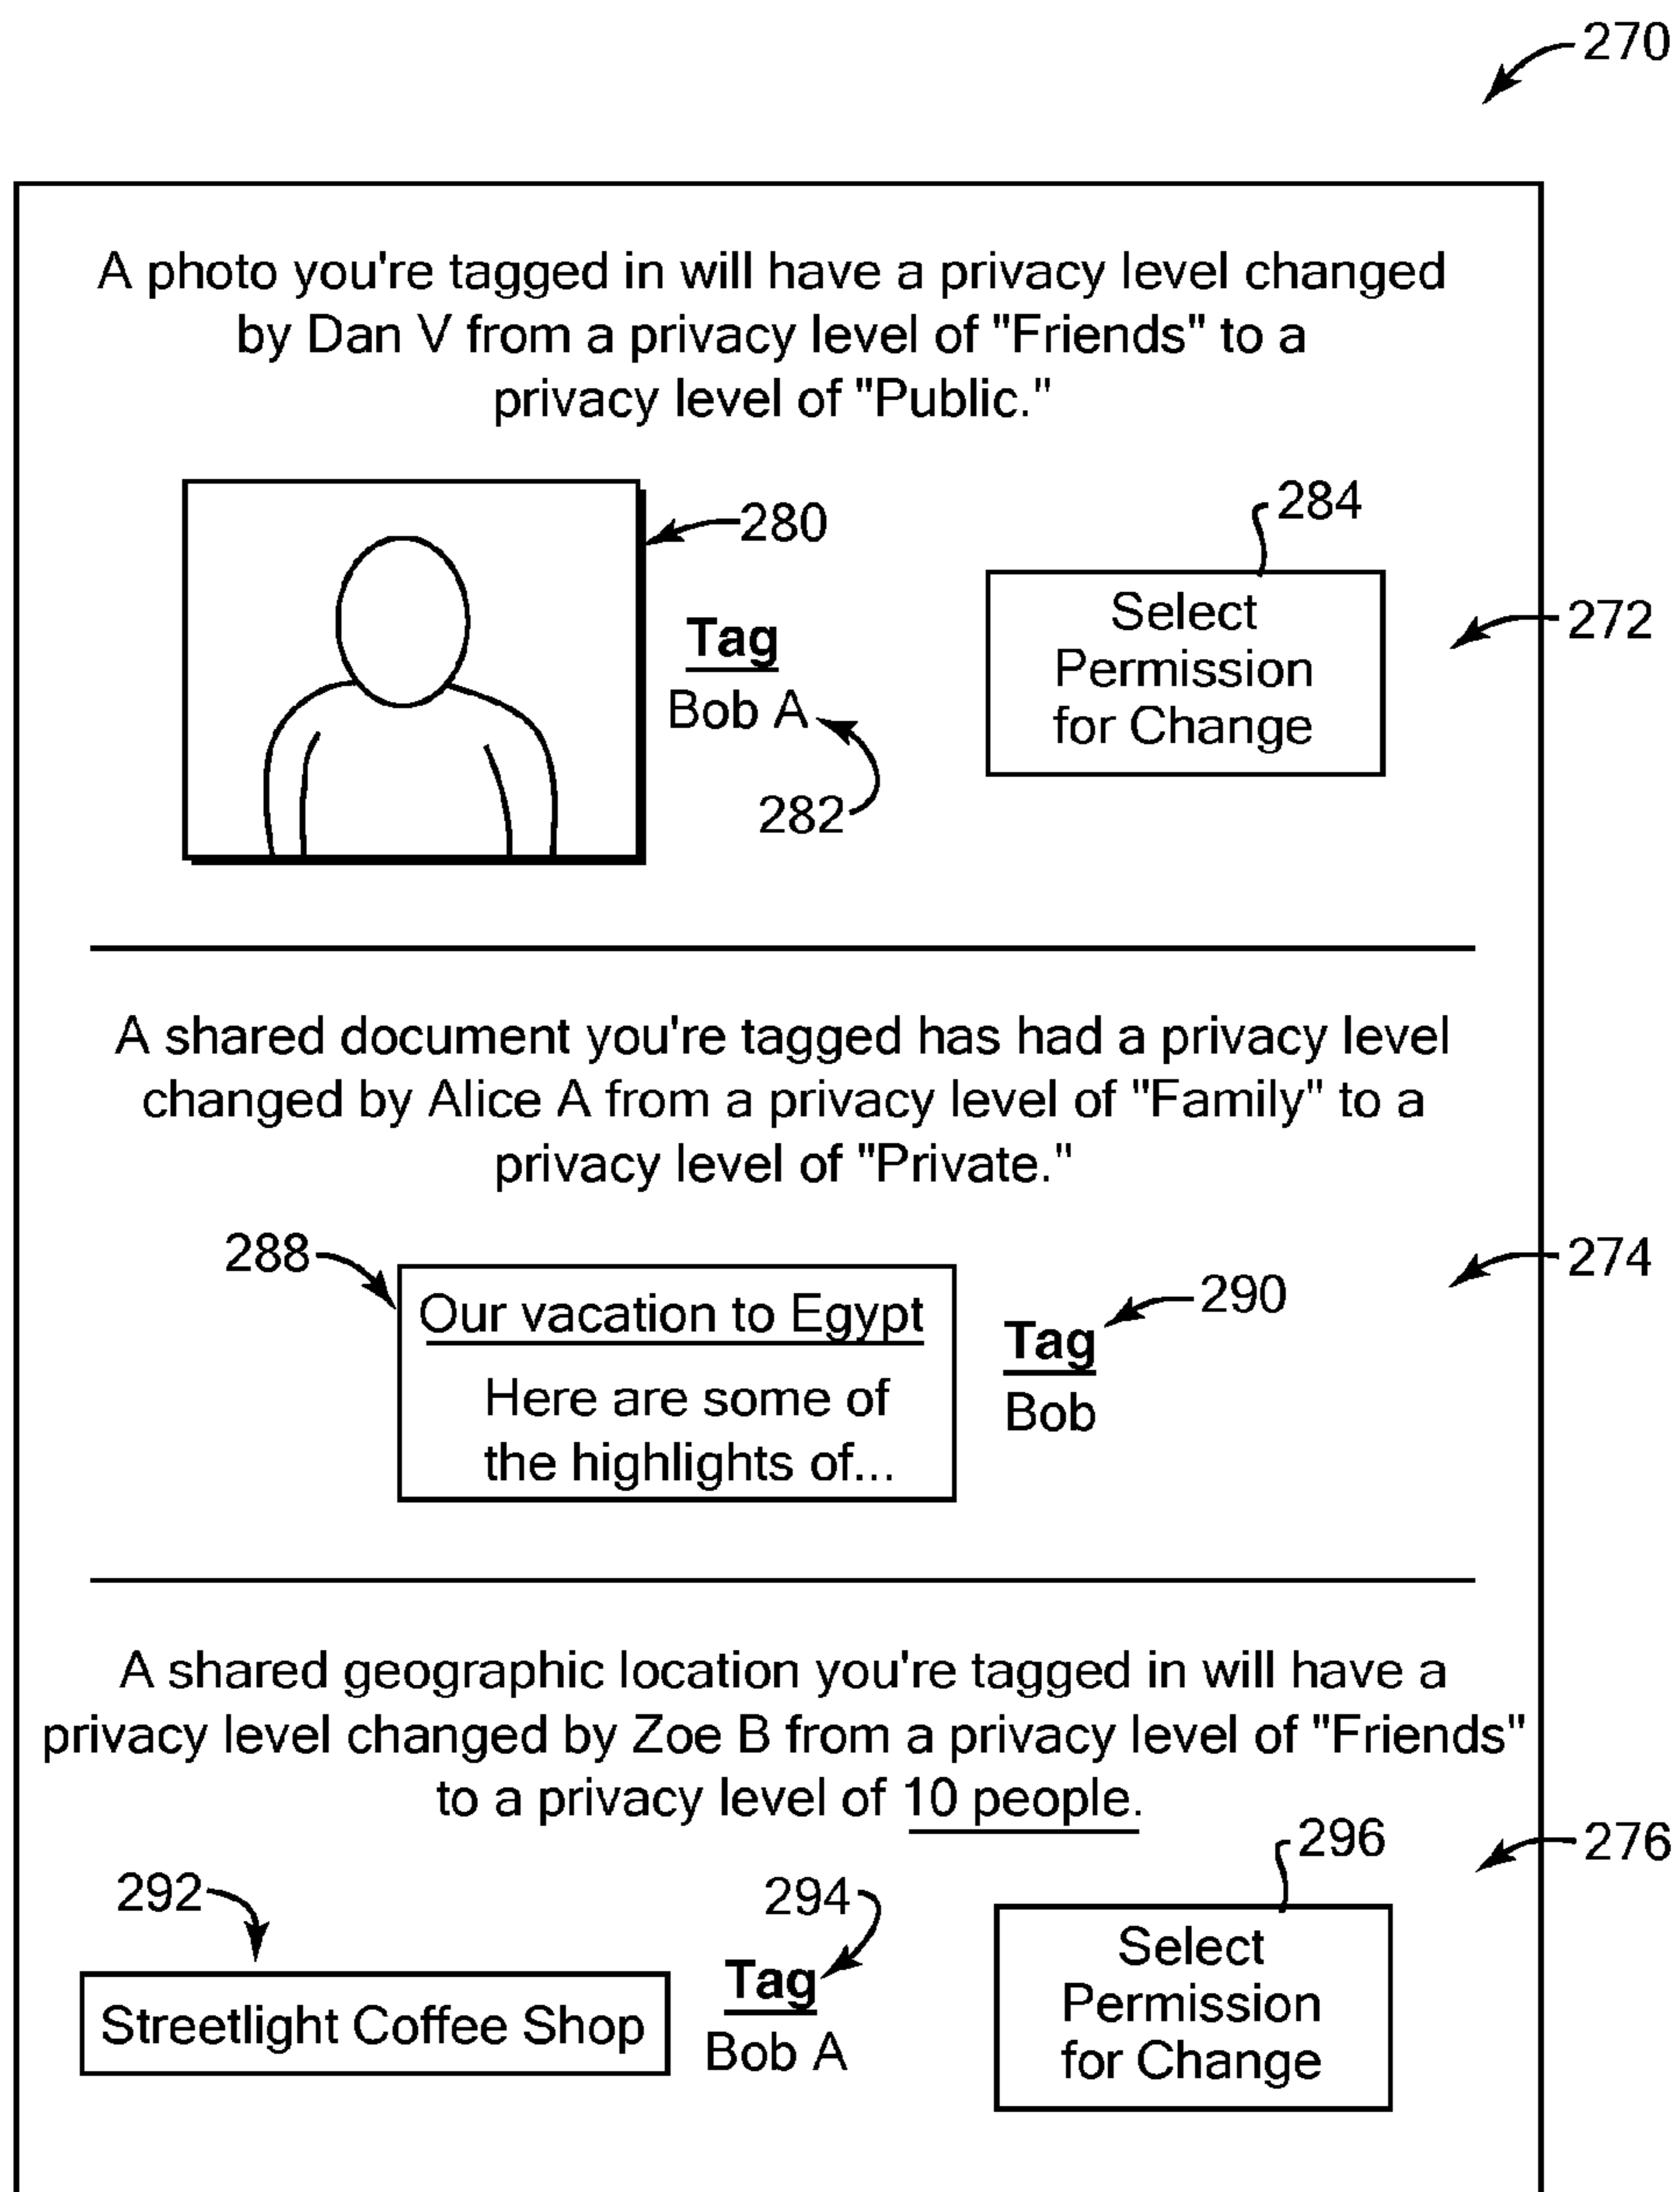 270
A photo you're tagged in will have a privacy level changed
by Dan V from a privacy level of "Friends" to a
privacy level of "Public."
280
284
Select
Permission
for Change
272
Tag
Bob A
282
A shared document you're tagged has had a privacy level
changed by Alice A from a privacy level of "Family" to a
privacy level of "Private."
288
274
290
Our vacation to Egypt
Here are some of
the highlights of...
Tag
Bob
A shared geographic location you're tagged in will have a
privacy level changed by Zoe B from a privacy level of "Friends"
to a privacy level of 10 people.
296
276
292
294
Streetlight Coffee Shop
Tag
Bob A
Select
Permission
for Change